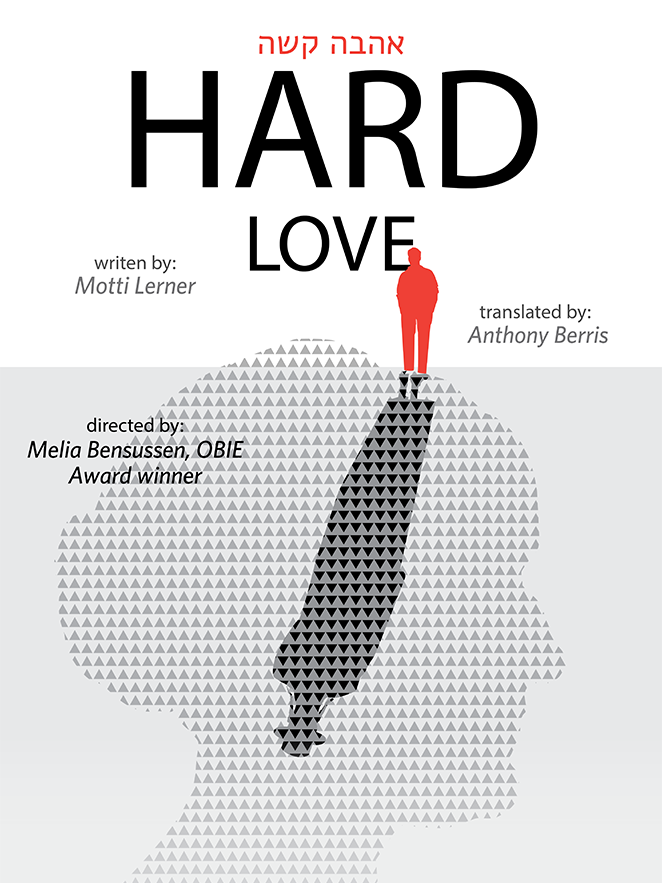 אהבה קשה
HARD
LOVE
writen by:
Motti Lerner
translated by:
Anthony Berris
directed by:
Melia Bensussen, OBIE
Award winner